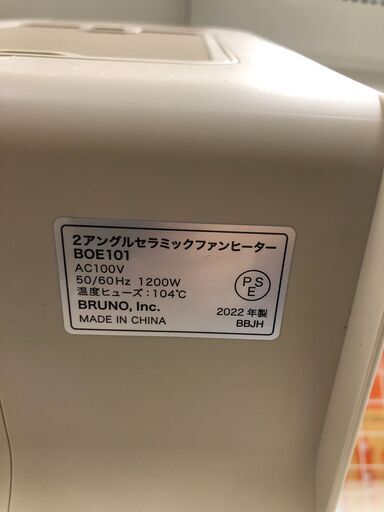 2アングルセラミックファンヒーター
BOE101
AC100V
50/60Hz 1200W
温度ヒューズ:104℃
BRUNO, Inc.
MADE IN CHINA
PS
E
2022 年製
BBJH